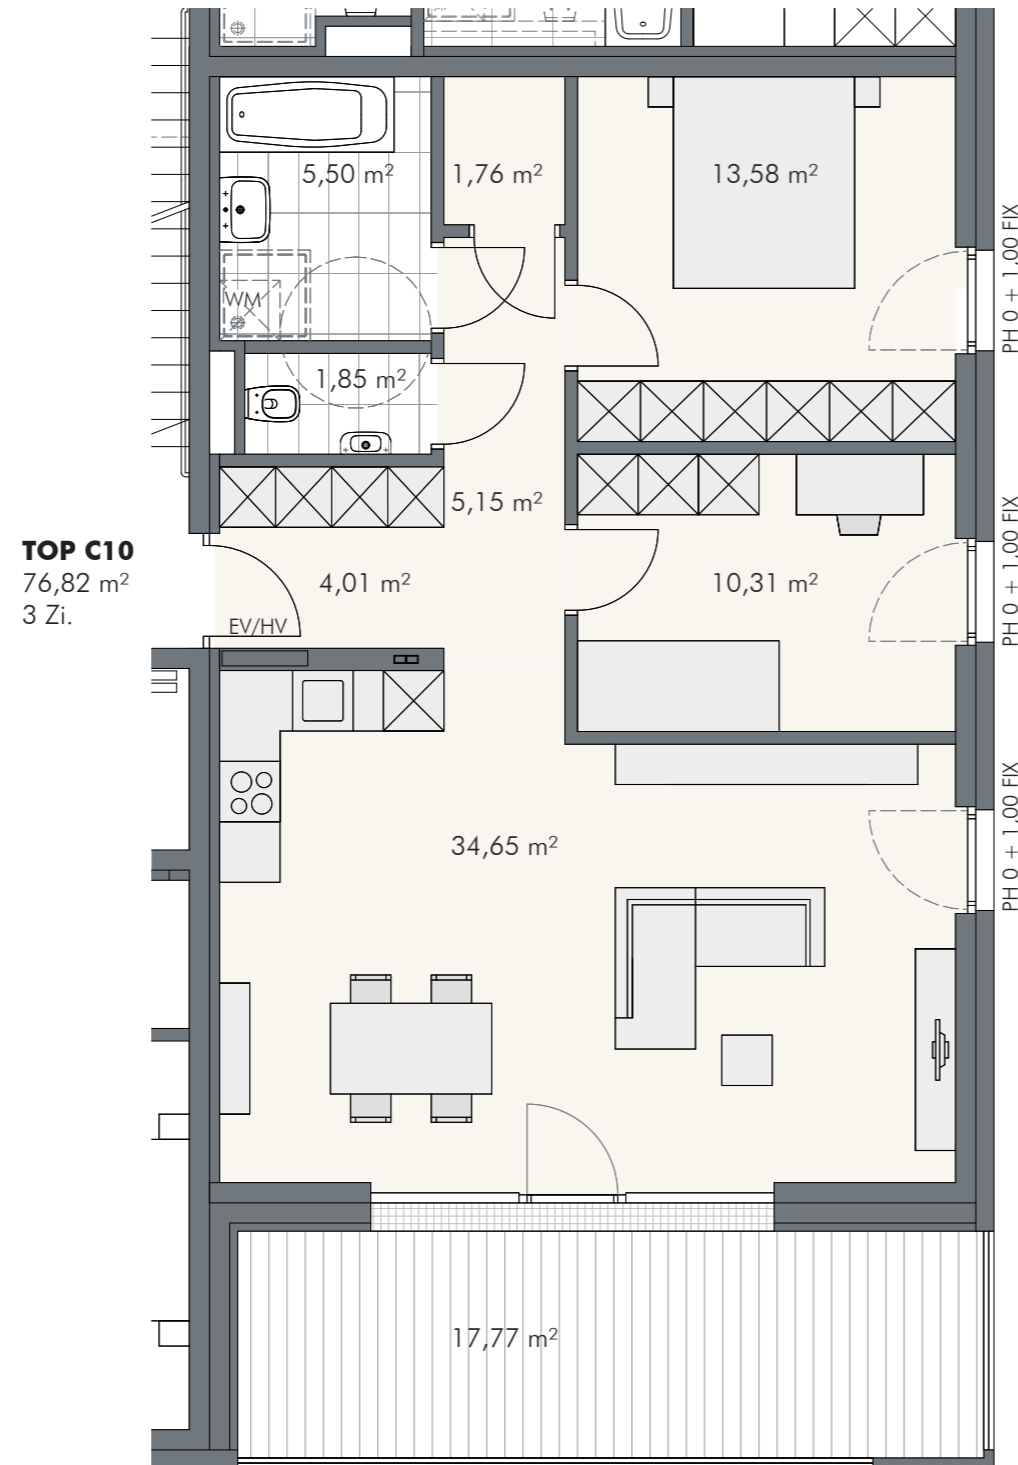 5,50 m²
1,76 m²
13,58 m²
PH 0 + 1,00 FIX
WM
1,85 m²
5,15 m²
TOP C10
76,82 m²
3 Zi.
4,01 m²
10,31 m²
PH 0 + 1,00 FIX
EV/HV
34,65 m²
PH 0 + 1,00 FIX
17,77 m²